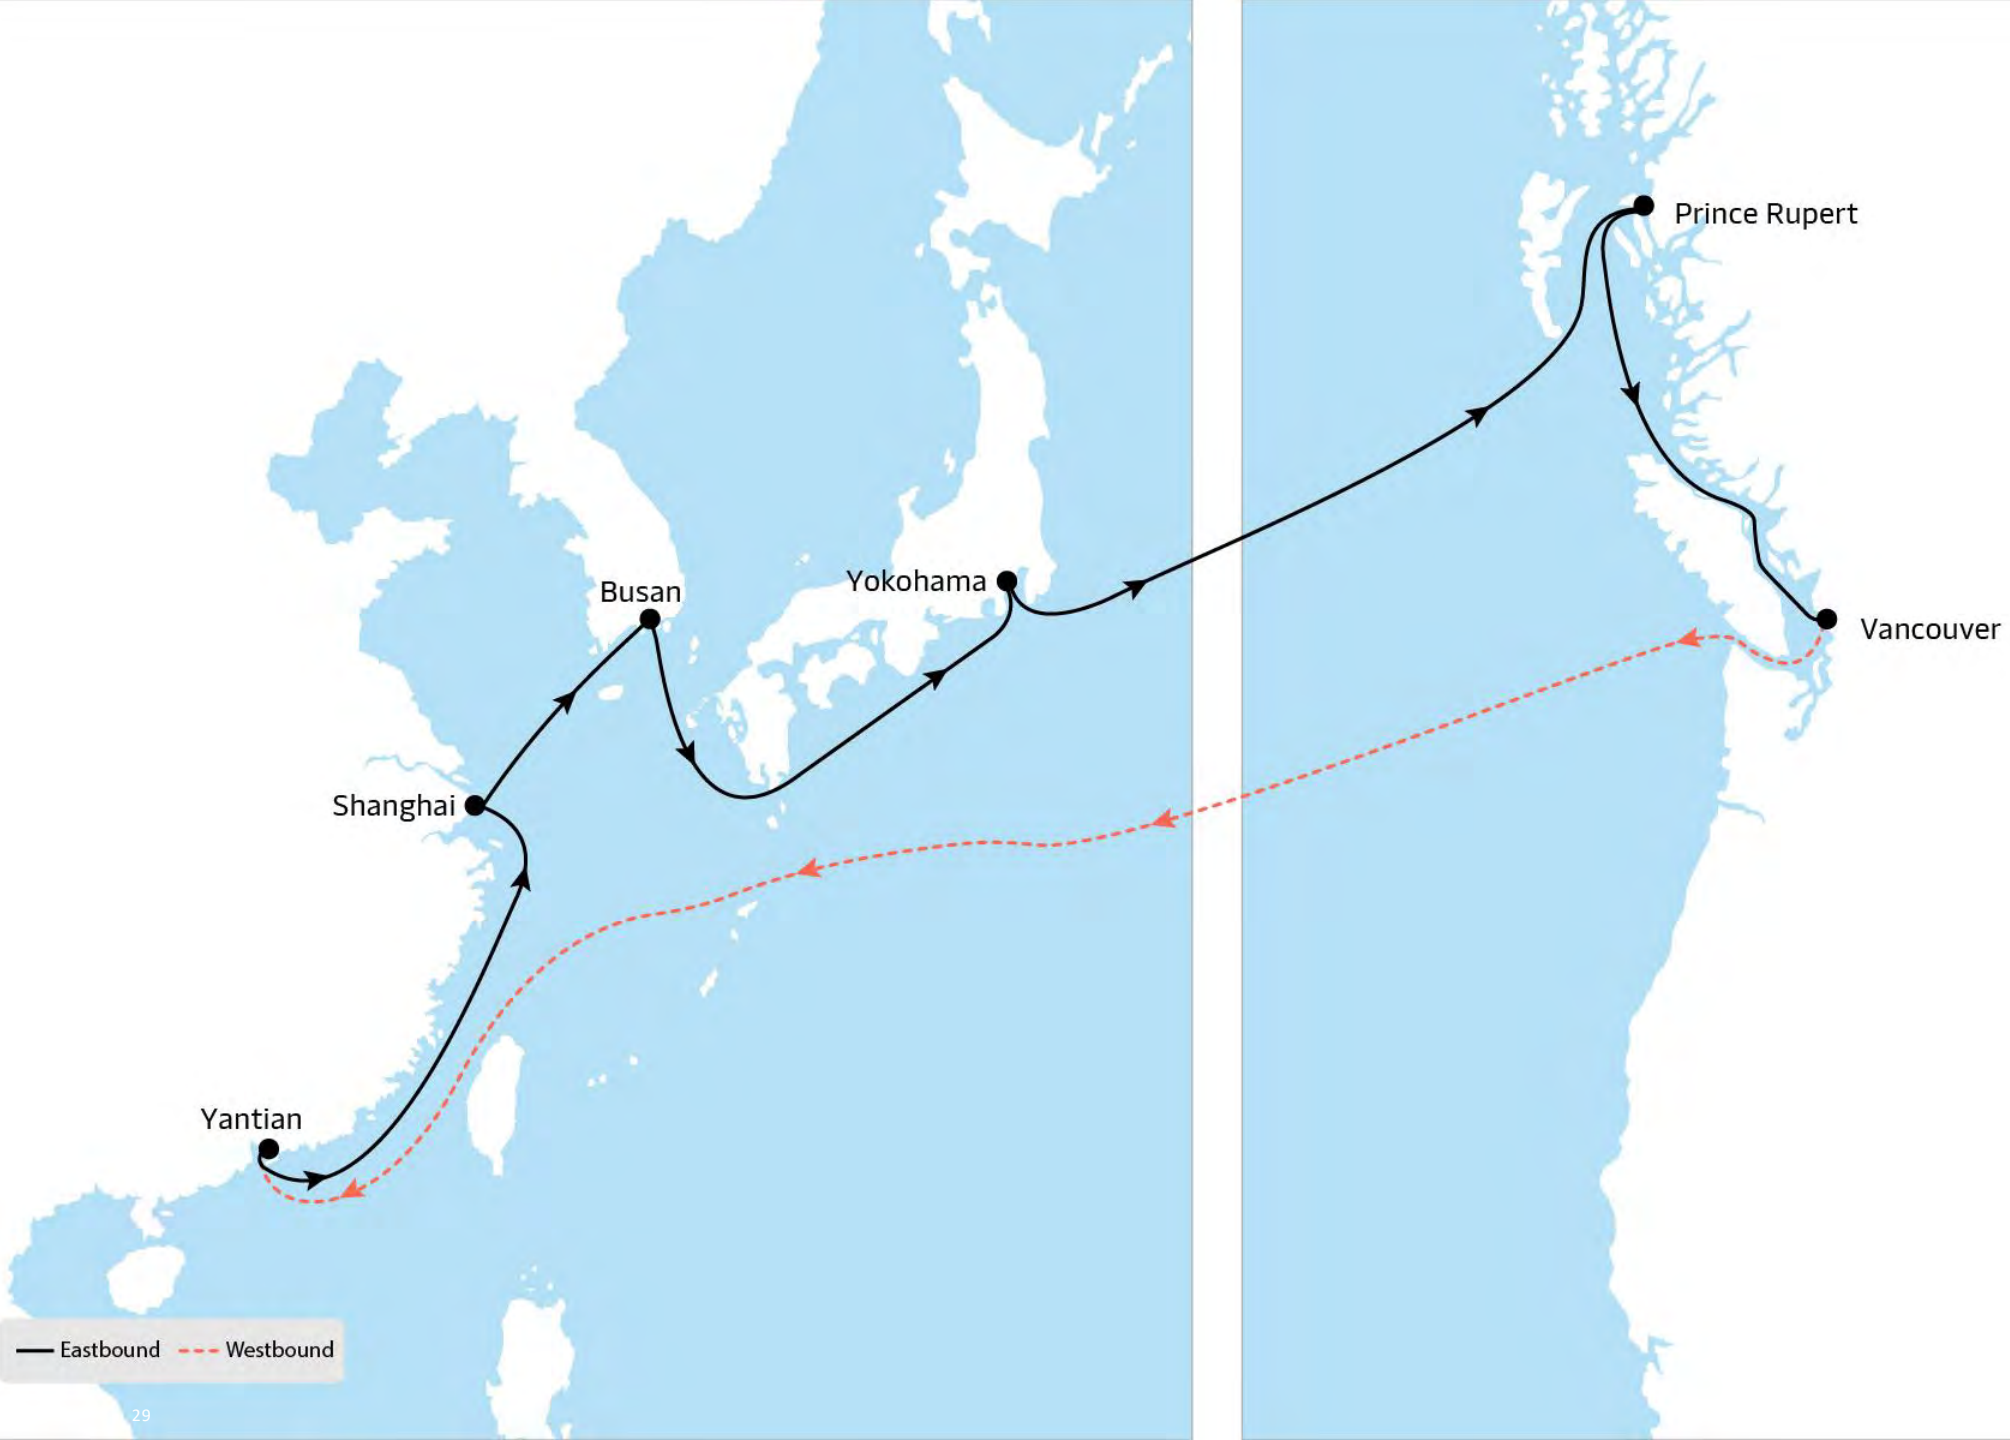 Prince Rupert
Busan
Yokohama
Vancouver
Shanghai
Yantian
Eastbound
Westbound
29